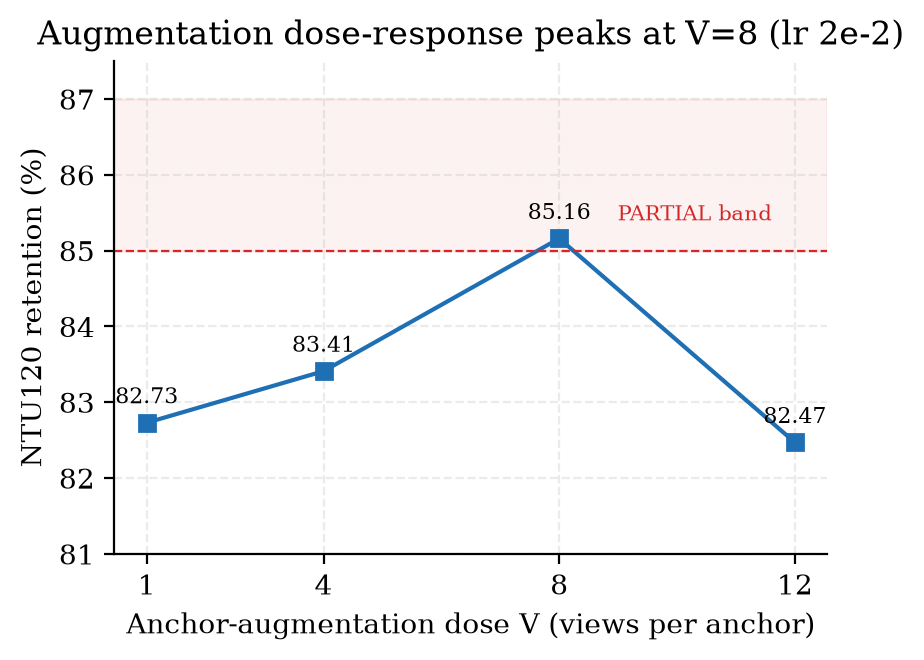 Augmentation dose-response peaks at V=8 (lr 2e-2)
NTU120 retention (%)
87
86
85
84
83
82
81
85.16
PARTIAL band
83.41
82.73
82.47
1 4 8 12
Anchor-augmentation dose V (views per anchor)